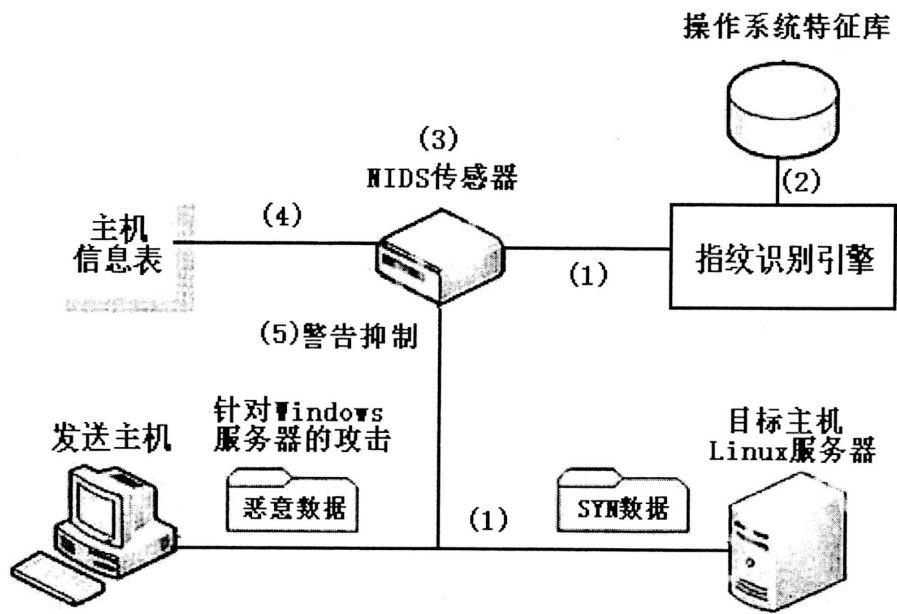 操作系统特征库
(3)
NIDS传感器
(2)
主机
信息表
(4)
(1)
指纹识别引擎
(5)警告抑制
发送主机
针对Windows
服务器的攻击
恶意数据
(1)
SYN数据
目标主机
Linux服务器